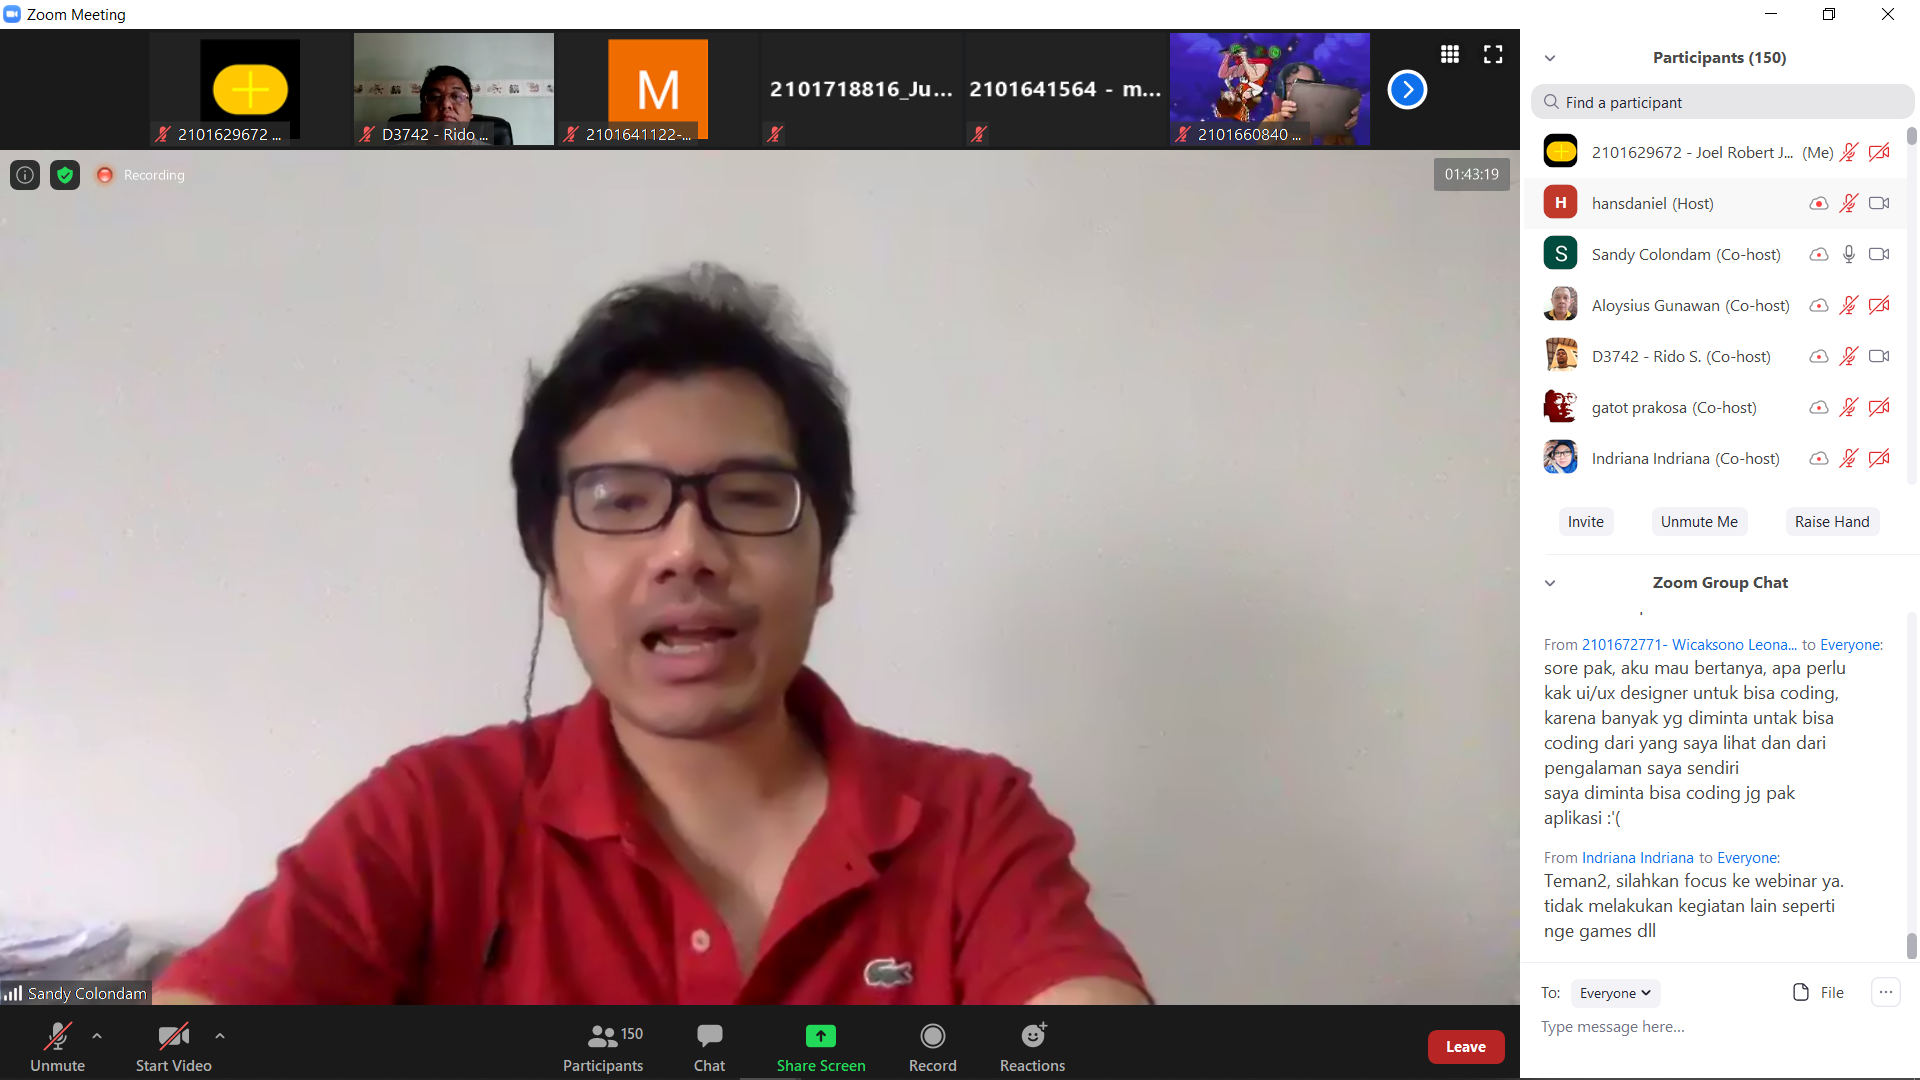 Zoom Meeting
2101629672 ...
D3742 - Rido ...
M
2101641122-...
2101718816_Ju...
2101641564 - m...
2101660840 ...
Recording
01:43:19
Sandy Colondam
Unmute
Start Video
150
Participants
Chat
Share Screen
Record
Reactions
Leave
Participants (150)
Find a participant
2101629672 - Joel Robert J... (Me)
H
hansdaniel (Host)
S
Sandy Colondam (Co-host)
Aloysius Gunawan (Co-host)
D3742 - Rido S. (Co-host)
gatot prakosa (Co-host)
Indriana Indriana (Co-host)
Invite
Unmute Me
Raise Hand
Zoom Group Chat
From 2101672771- Wicaksono Leona... to Everyone:
sore pak, aku mau bertanya, apa perlu
kak ui/ux designer untuk bisa coding,
karena banyak yg diminta untak bisa
coding dari yang saya lihat dan dari
pengalaman saya sendiri
saya diminta bisa coding jg pak
aplikasi :'(
From Indriana Indriana to Everyone:
Teman2, silahkan focus ke webinar ya.
tidak melakukan kegiatan lain seperti
nge games dll
To: Everyone
File
...
Type message here...